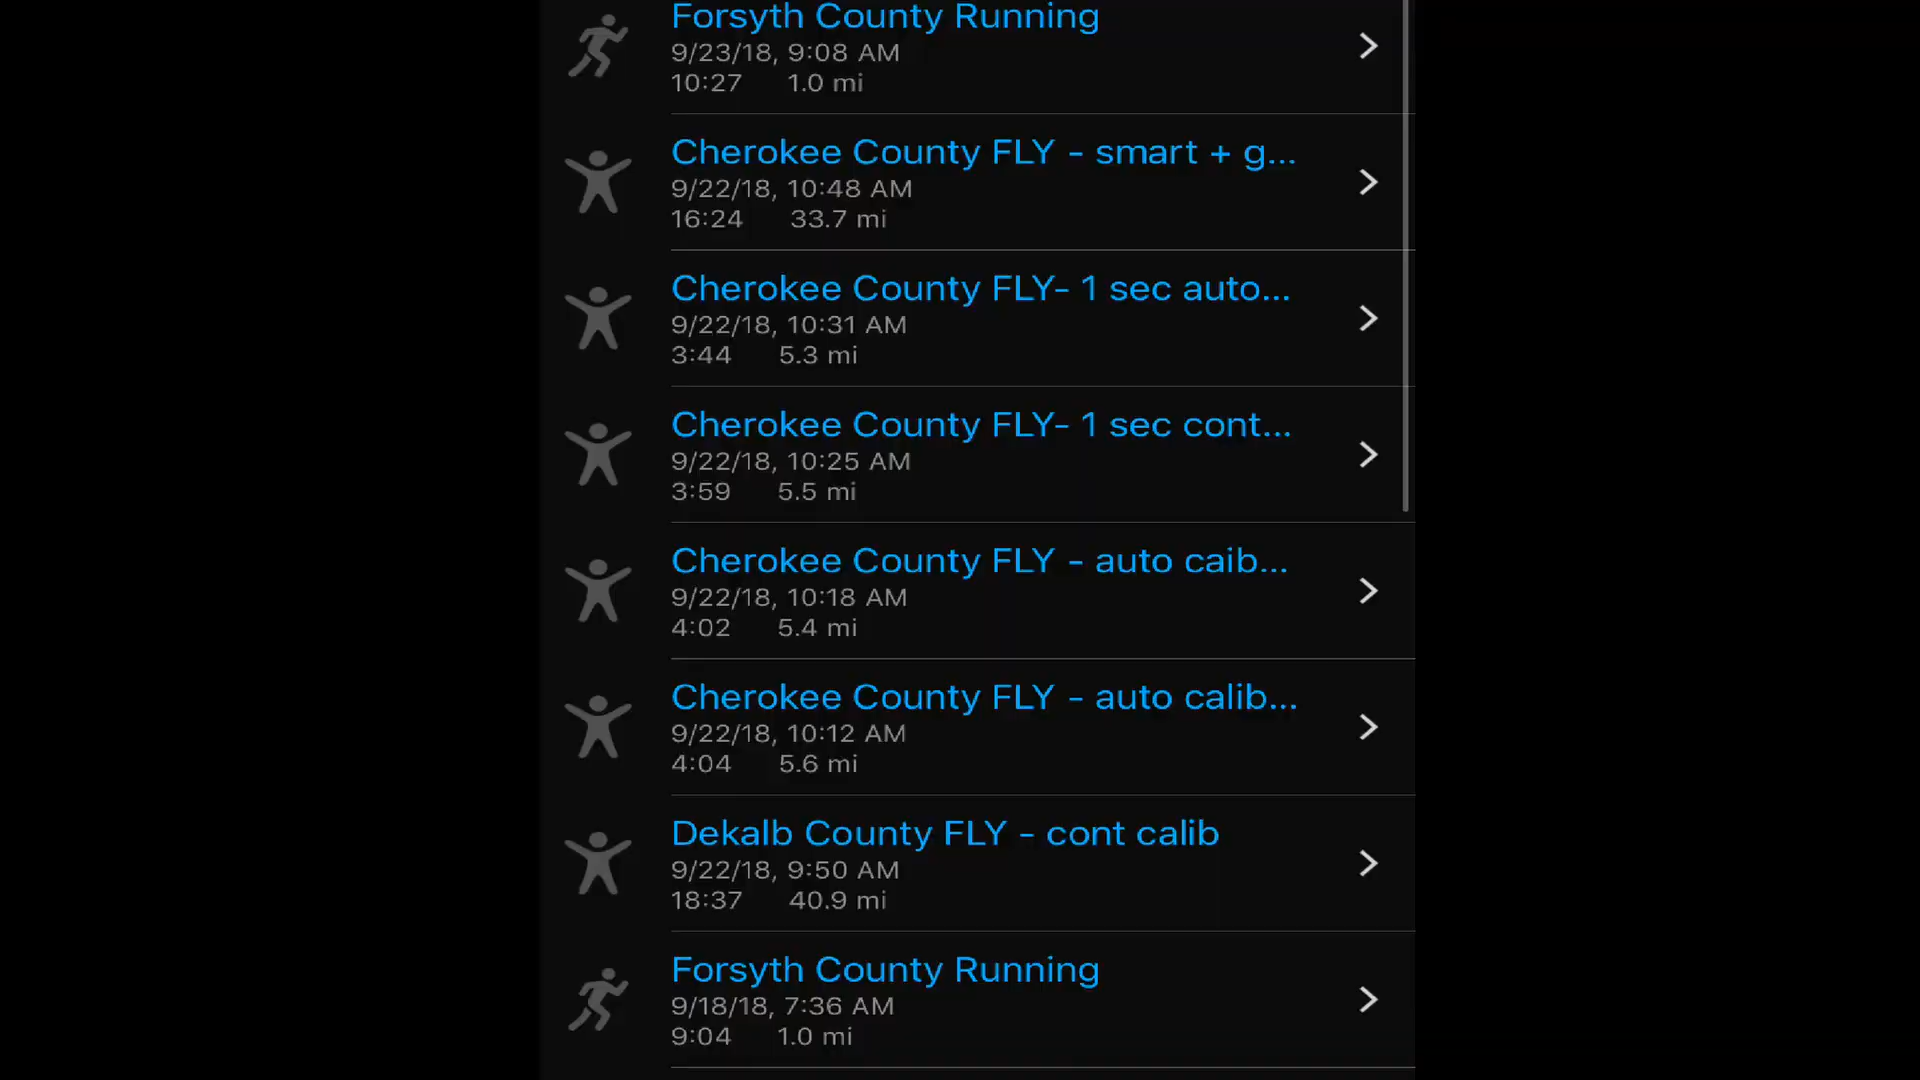 Forsyth County Running
9/23/18, 9:08 AM
10:27 1.0 mi
Cherokee County FLY - smart + g...
9/22/18, 10:48 AM
16:24 33.7 mi
Cherokee County FLY- 1 sec auto...
9/22/18, 10:31 AM
3:44 5.3 mi
Cherokee County FLY- 1 sec cont...
9/22/18, 10:25 AM
3:59 5.5 mi
Cherokee County FLY - auto caib...
9/22/18, 10:18 AM
4:02 5.4 mi
Cherokee County FLY - auto calib...
9/22/18, 10:12 AM
4:04 5.6 mi
Dekalb County FLY - cont calib
9/22/18, 9:50 AM
18:37 40.9 mi
Forsyth County Running
9/18/18, 7:36 AM
9:04 1.0 mi